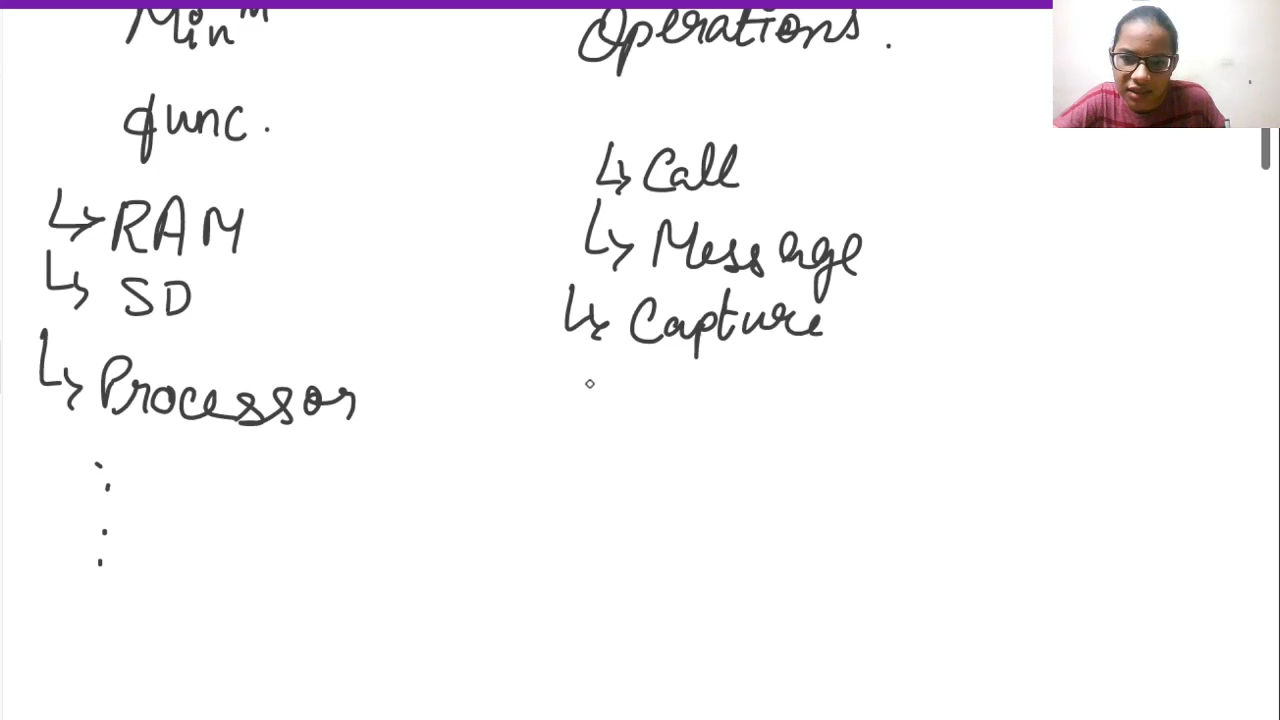 Minᵐ
func.
↳ RAM
↳ SD
↳ Processor
Operations.
↳ Call
↳ Message
↳ Capture